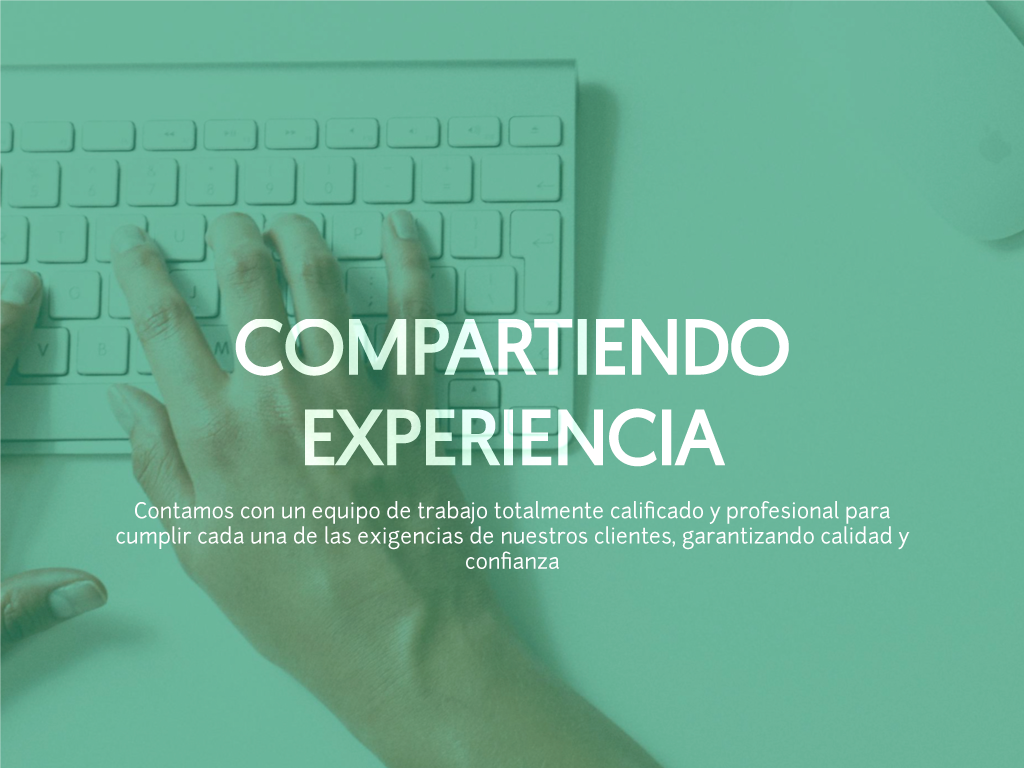 COMPARTIENDO
EXPERIENCIA
Contamos con un equipo de trabajo totalmente calificado y profesional para
cumplir cada una de las exigencias de nuestros clientes, garantizando calidad y
confianza